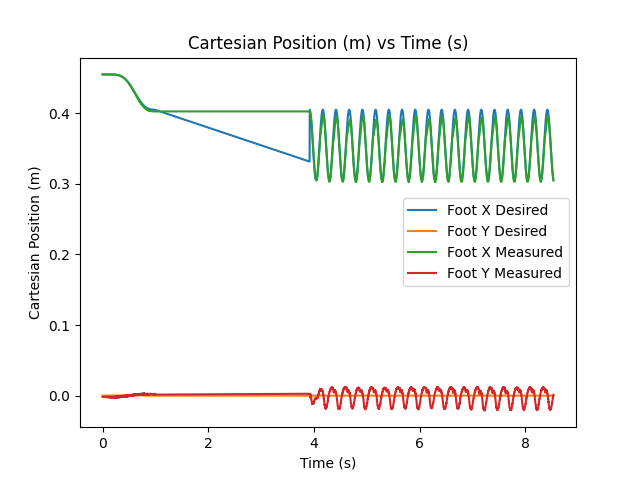 Cartesian Position (m) vs Time (s)
Cartesian Position (m)
0.4
0.3
0.2
0.1
0.0
Foot X Desired
Foot Y Desired
Foot X Measured
Foot Y Measured
0 2 4 6 8
Time (s)